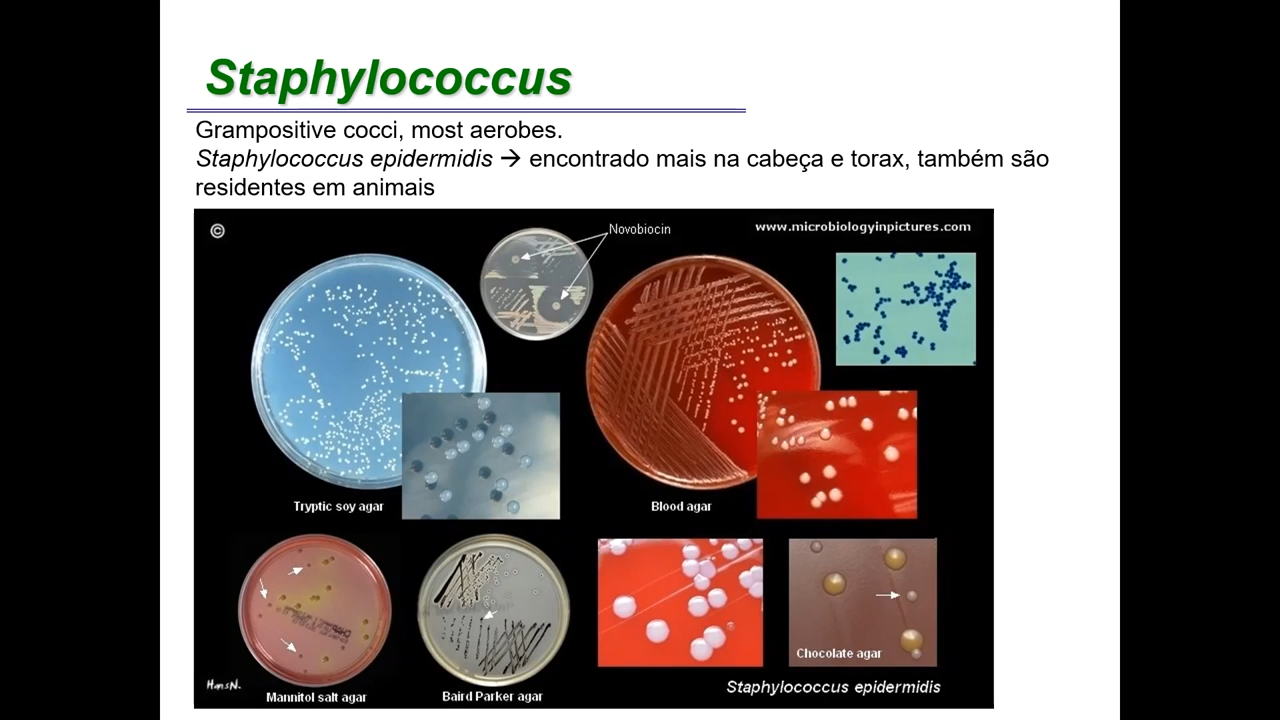 Staphylococcus
Grampositive cocci, most aerobes.
Staphylococcus epidermidis → encontrado mais na cabeça e torax, também são
residentes em animais
©
Novobiocin
www.microbiologyinpictures.com
Tryptic soy agar
Blood agar
Chocolate agar
HansN.
Mannitol salt agar
Baird Parker agar
Staphylococcus epidermidis